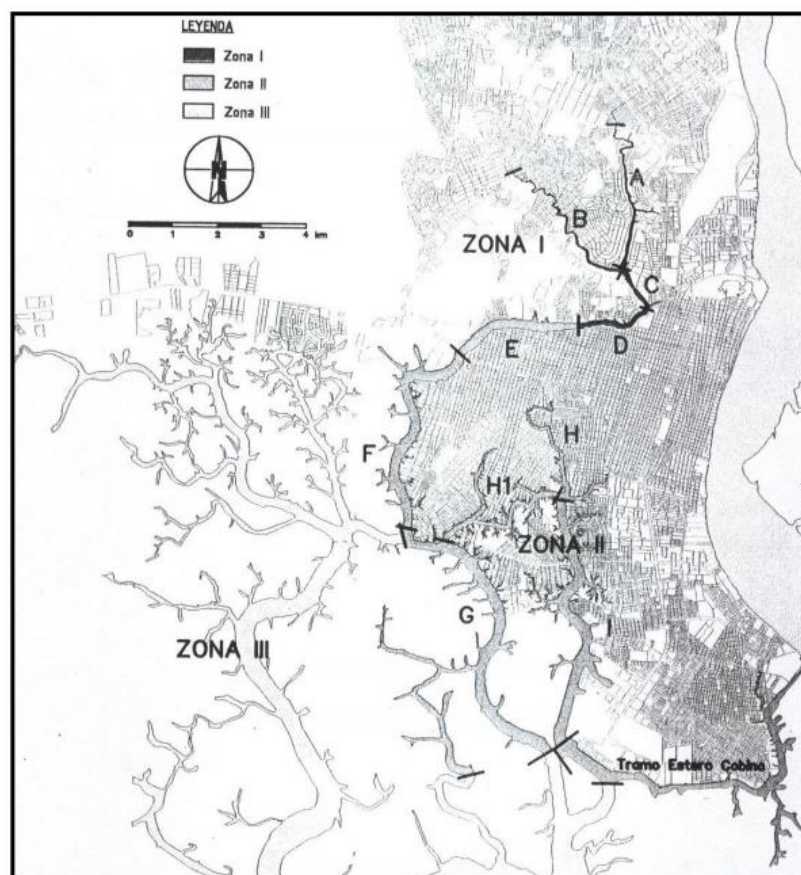 LEYENDA
Zona I
Zona II
Zona III
N
0 1 2 3 4 km
A
B
ZONA I
C
D
E
H
F
H1
ZONA II
G
I
ZONA III
Tramo Estero Cobina